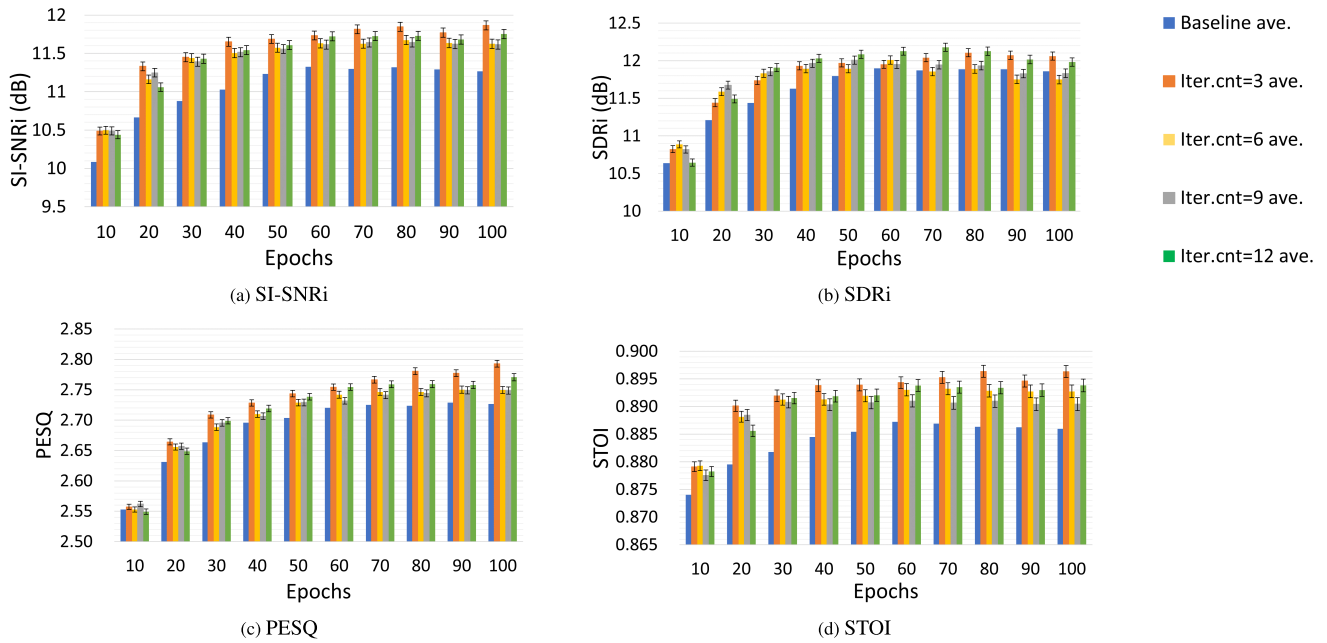 12
11.5
11
10.5
10
9.5
SI-SNRi (dB)
10 20 30 40 50 60 70 80 90 100
Epochs
(a) SI-SNRi
12.5
12
11.5
11
10.5
10
SDRi (dB)
10 20 30 40 50 60 70 80 90 100
Epochs
(b) SDRi
Baseline ave.
Iter.cnt=3 ave.
Iter.cnt=6 ave.
Iter.cnt=9 ave.
Iter.cnt=12 ave.
2.85
2.80
2.75
2.70
2.65
2.60
2.55
2.50
PESQ
10 20 30 40 50 60 70 80 90 100
Epochs
(c) PESQ
0.900
0.895
0.890
0.885
0.880
0.875
0.870
0.865
STOI
10 20 30 40 50 60 70 80 90 100
Epochs
(d) STOI